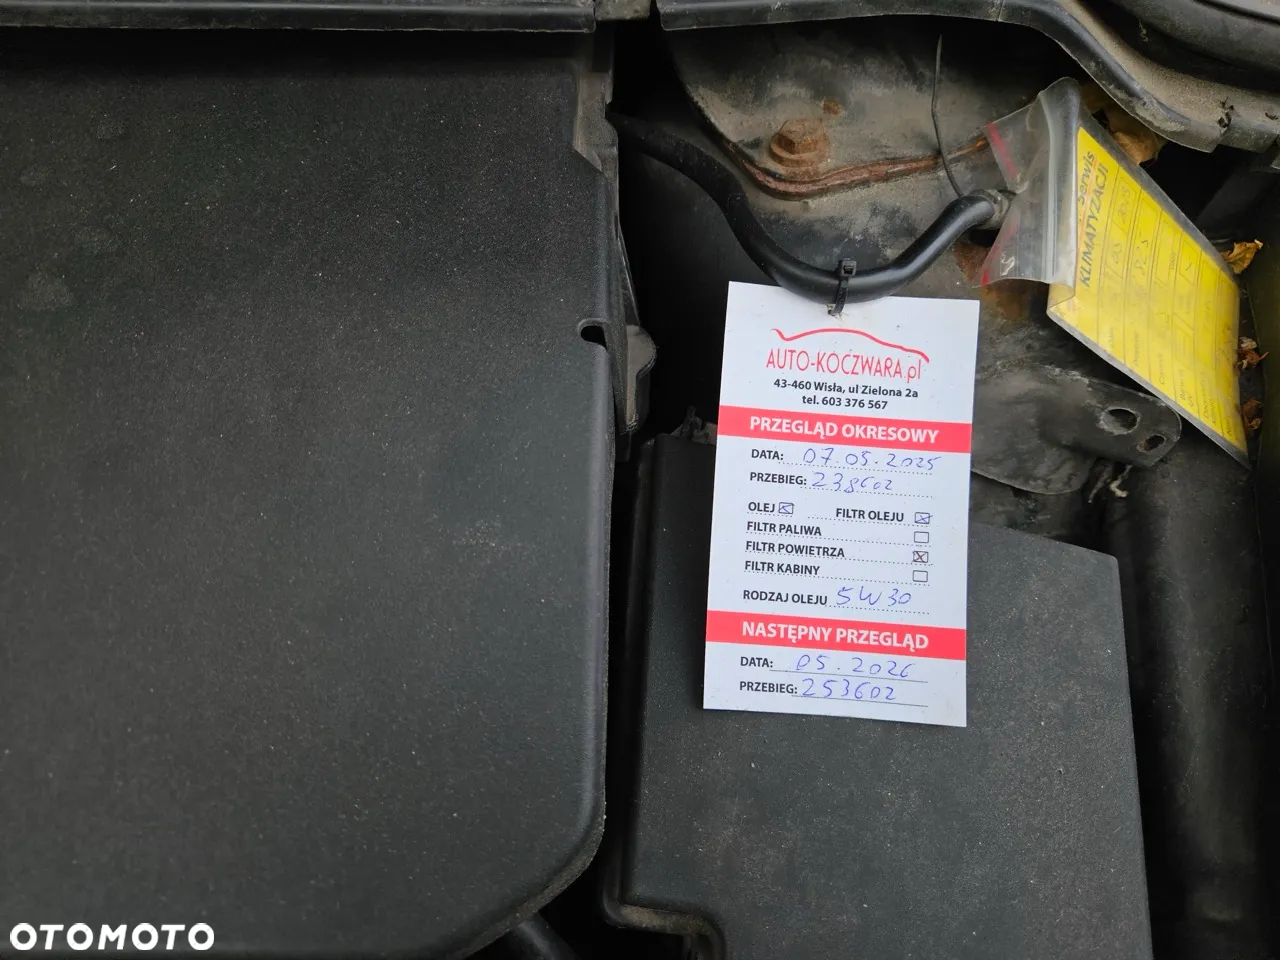 AUTO-KOCZWARA.pl
43-460 Wisła, ul Zielona 2a
tel. 603 376 567
PRZEGLĄD OKRESOWY
DATA: 07.05.2025
PRZEBIEG: 238602
OLEJ FILTR OLEJU
FILTR PALIWA
FILTR POWIETRZA
FILTR KABINY
RODZAJ OLEJU 5W30
NASTĘPNY PRZEGLĄD
DATA: 05.2026
PRZEBIEG: 253602
Serwis
KLIMATYZACJI
OTOMOTO